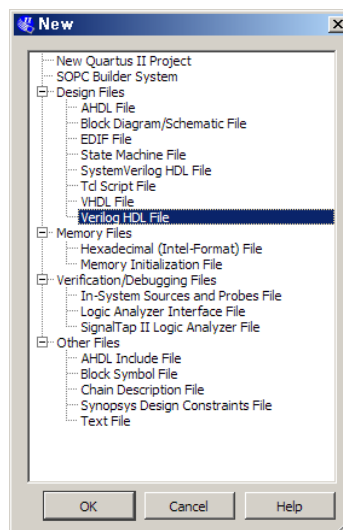 New
New Quartus II Project
SOPC Builder System
Design Files
AHDL File
Block Diagram/Schematic File
EDIF File
State Machine File
SystemVerilog HDL File
Tcl Script File
VHDL File
Verilog HDL File
Memory Files
Hexadecimal (Intel-Format) File
Memory Initialization File
Verification/Debugging Files
In-System Sources and Probes File
Logic Analyzer Interface File
SignalTap II Logic Analyzer File
Other Files
AHDL Include File
Block Symbol File
Chain Description File
Synopsys Design Constraints File
Text File
OK Cancel Help